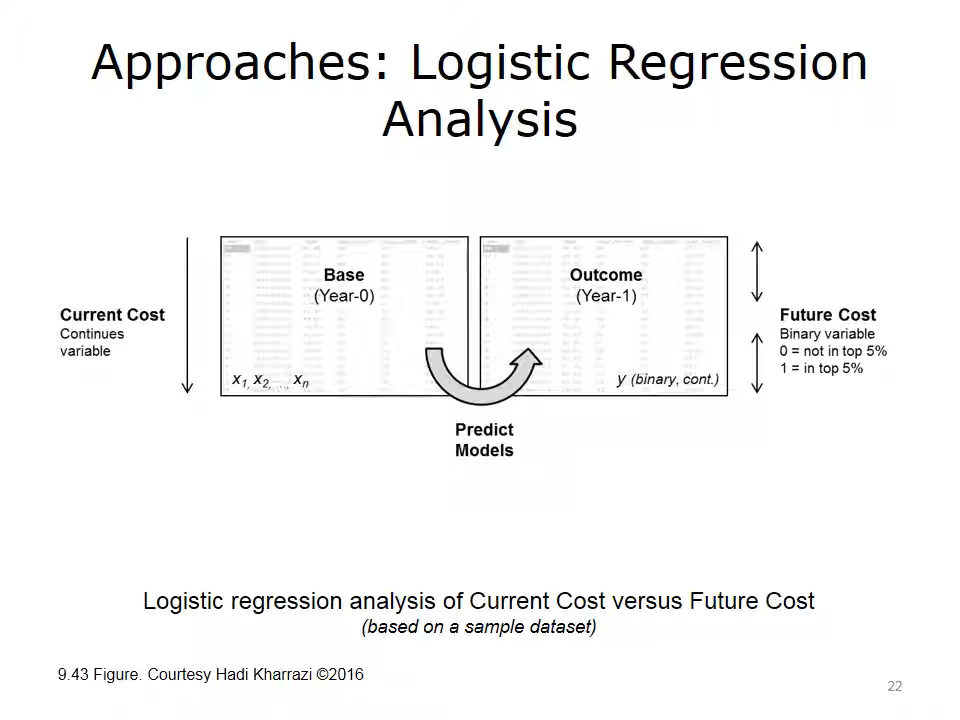 Approaches: Logistic Regression
Analysis
Current Cost
Continues
variable
Base
(Year-0)
x1, x2, ..., xn
Outcome
(Year-1)
y (binary, cont.)
Future Cost
Binary variable
0 = not in top 5%
1 = in top 5%
Predict
Models
Logistic regression analysis of Current Cost versus Future Cost
(based on a sample dataset)
9.43 Figure. Courtesy Hadi Kharrazi ©2016
22